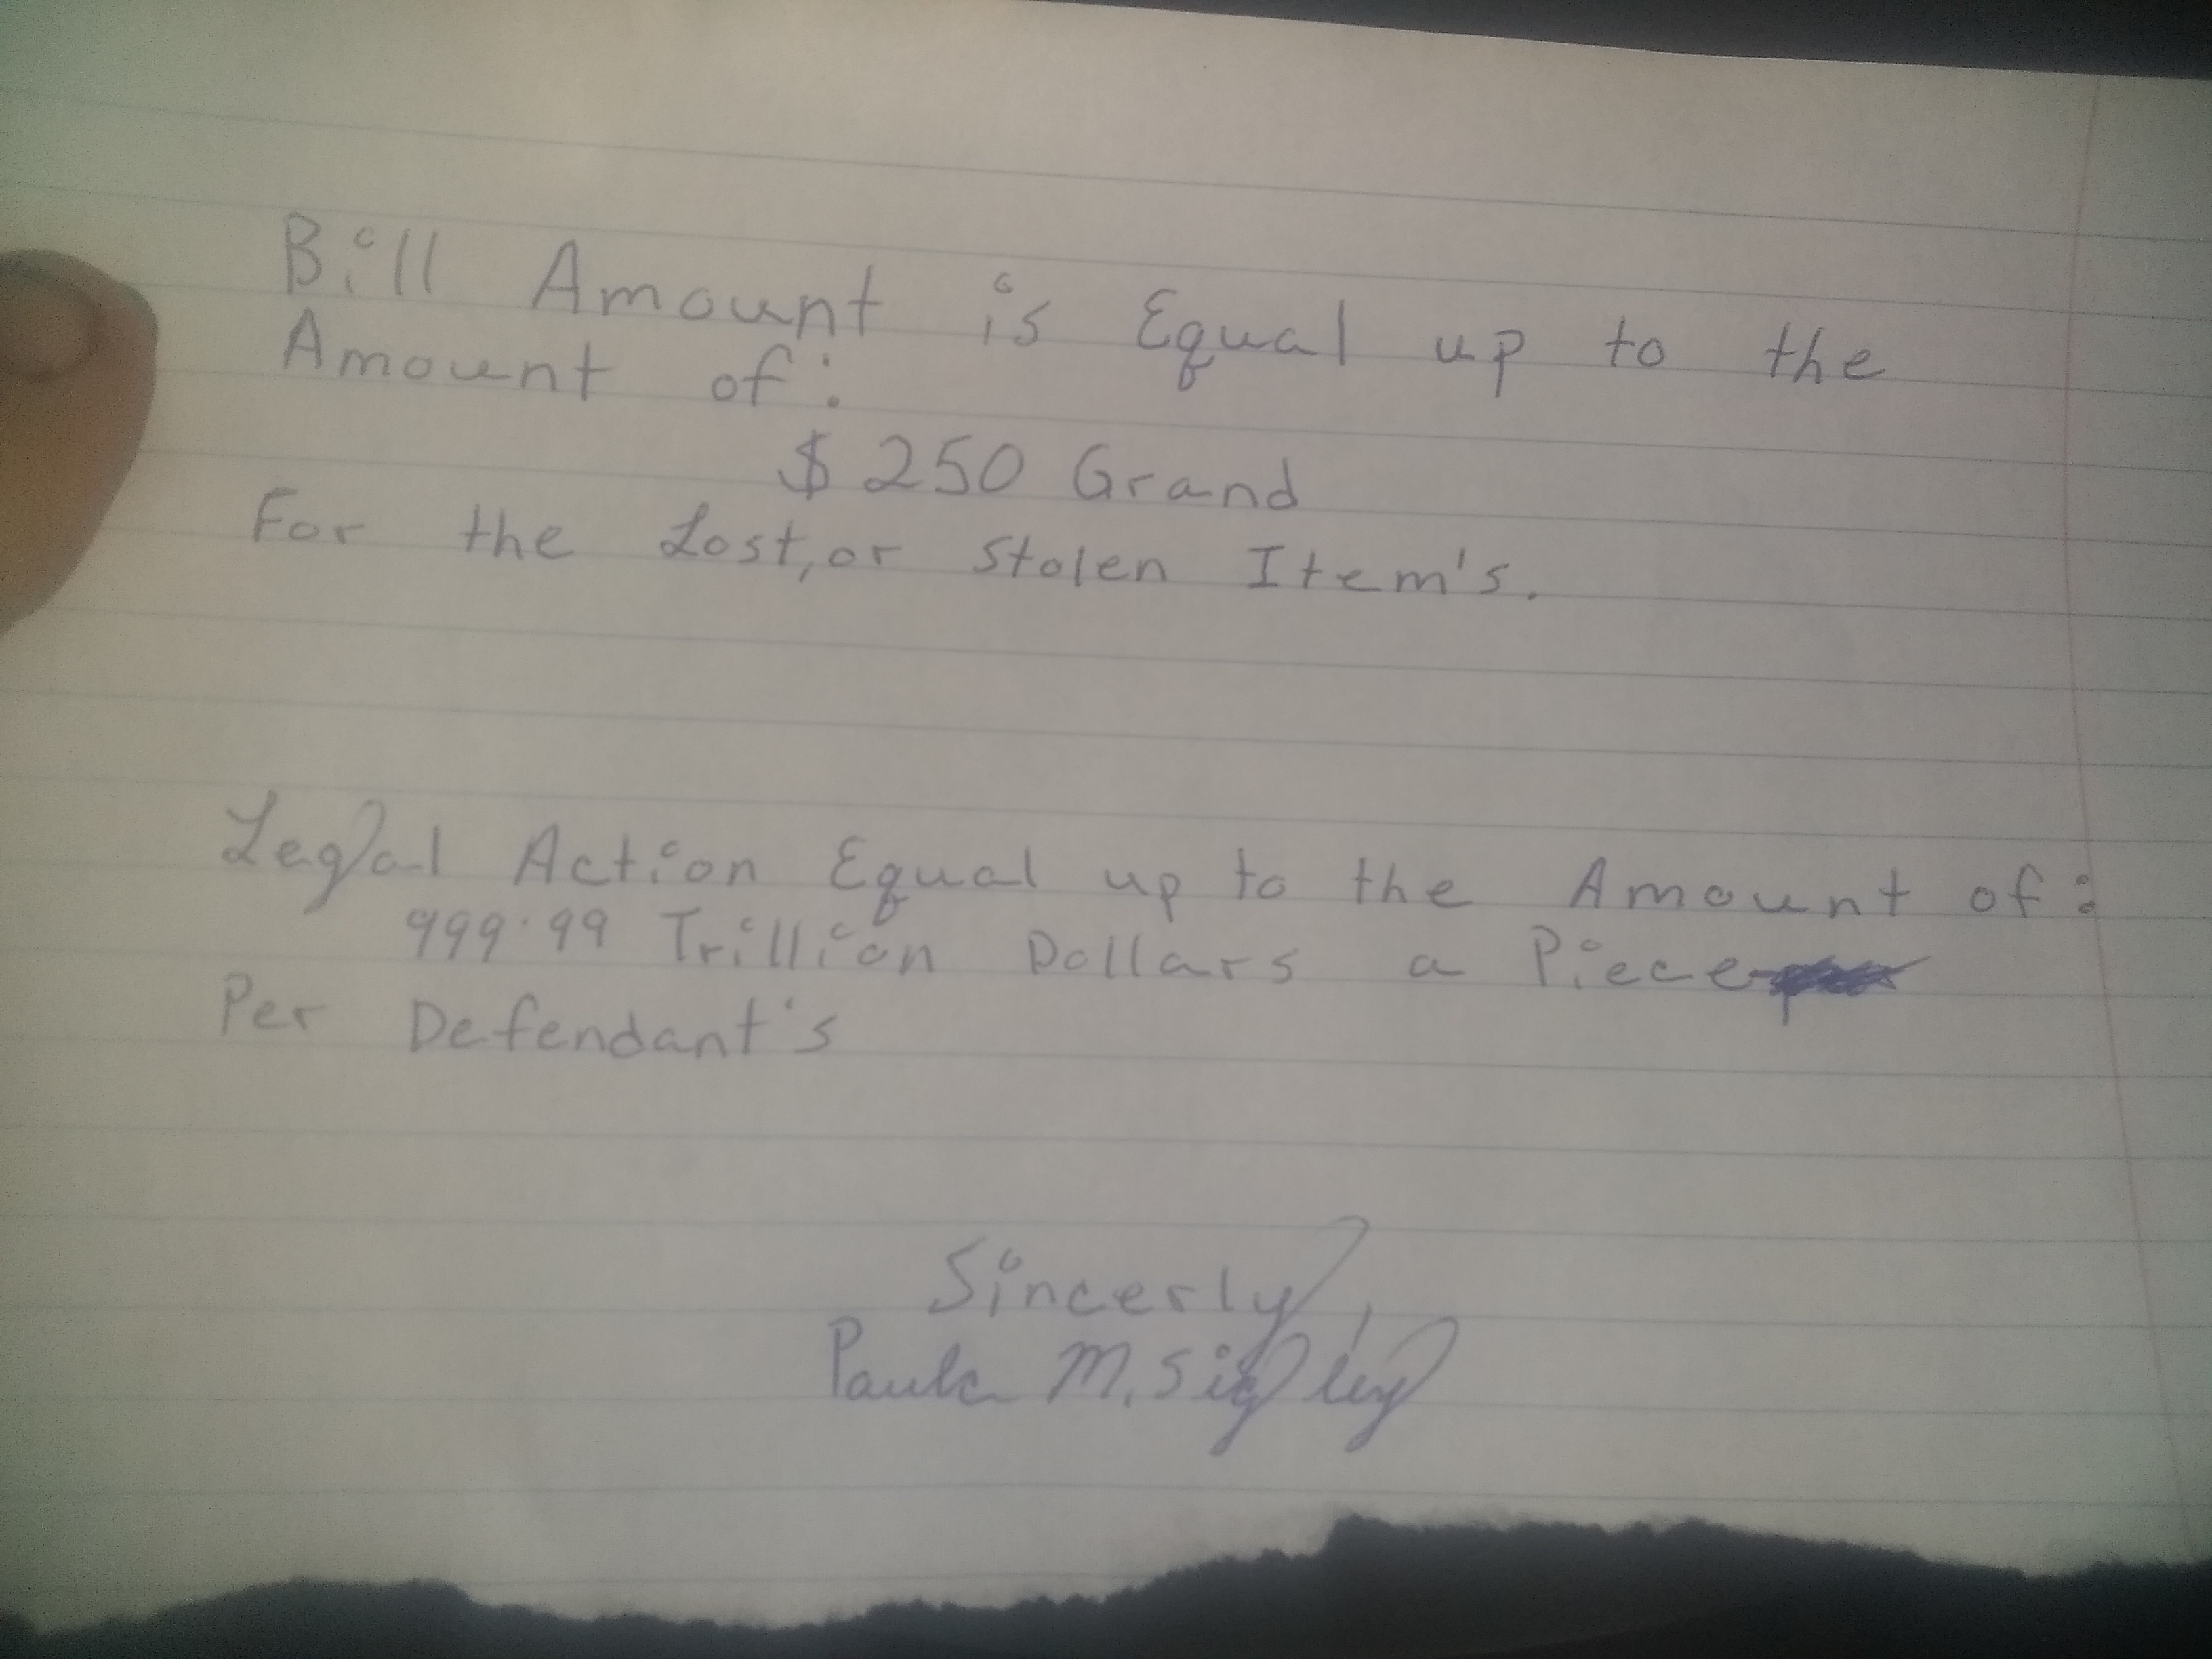 Bill Amount is Equal up to the
Amount of:
$ 250 Grand
For the Lost, or Stolen Item's.
Legal Action Equal up to the Amount of:
999.99 Trillion Dollars a Piece
Per Defendant's
Sincerly,
Paula M. Sigley